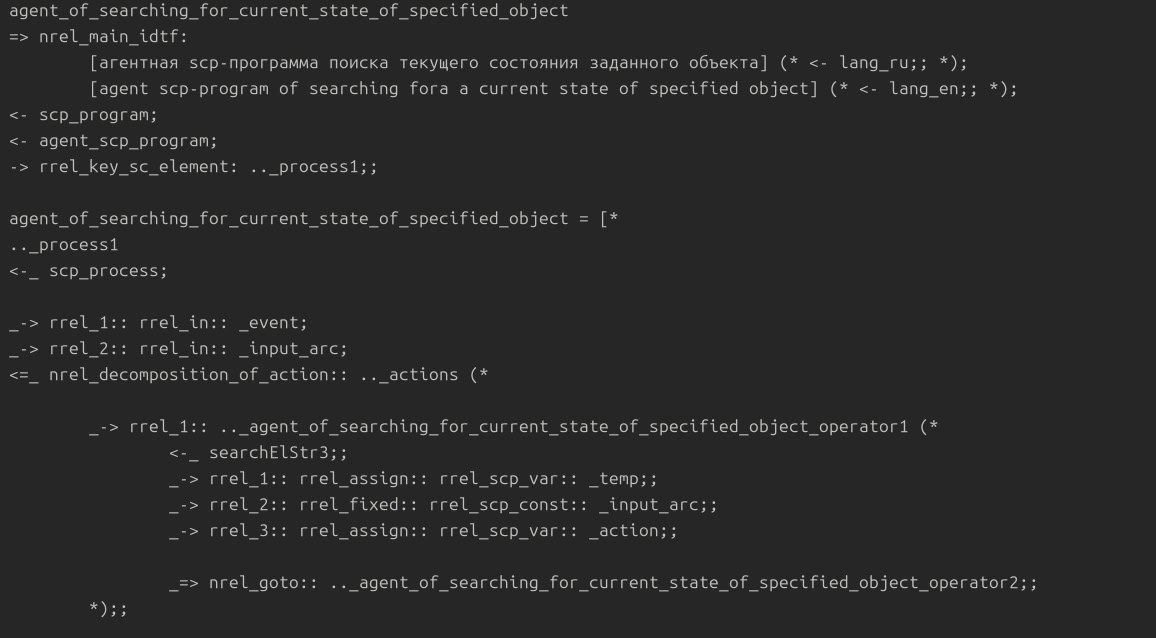 agent_of_searching_for_current_state_of_specified_object
=> nrel_main_idtf:
        [агентная scp-программа поиска текущего состояния заданного объекта] (* <- lang_ru;; *);
        [agent scp-program of searching fora a current state of specified object] (* <- lang_en;; *);
<- scp_program;
<- agent_scp_program;
-> rrel_key_sc_element: .._process1;;

agent_of_searching_for_current_state_of_specified_object = [*
.._process1
<-_ scp_process;

_-> rrel_1:: rrel_in:: _event;
_-> rrel_2:: rrel_in:: _input_arc;
<=_ nrel_decomposition_of_action:: .._actions (*

        _-> rrel_1:: .._agent_of_searching_for_current_state_of_specified_object_operator1 (*
                <-_ searchElStr3;;
                _-> rrel_1:: rrel_assign:: rrel_scp_var:: _temp;;
                _-> rrel_2:: rrel_fixed:: rrel_scp_const:: _input_arc;;
                _-> rrel_3:: rrel_assign:: rrel_scp_var:: _action;;

                _=> nrel_goto:: .._agent_of_searching_for_current_state_of_specified_object_operator2;;
        *);;